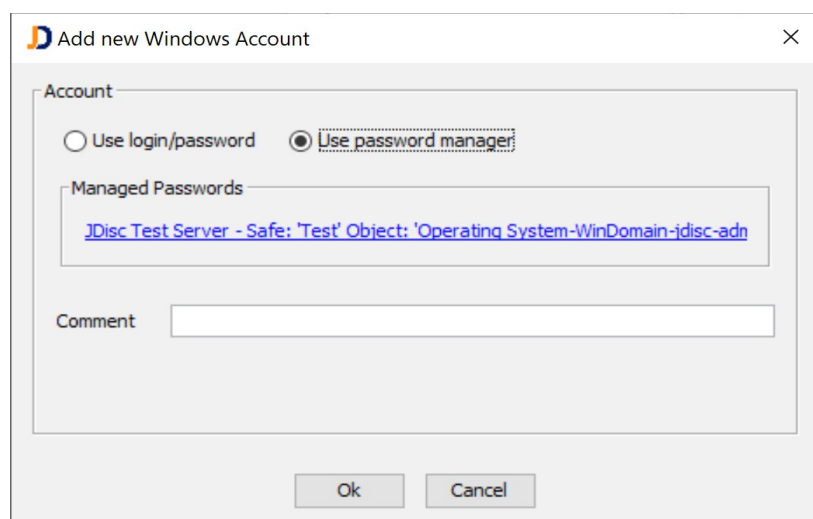 Add new Windows Account
Account
Use login/password Use password manager
Managed Passwords
JDisc Test Server - Safe: 'Test' Object: 'Operating System-WinDomain-jdisc-adm
Comment
Ok Cancel